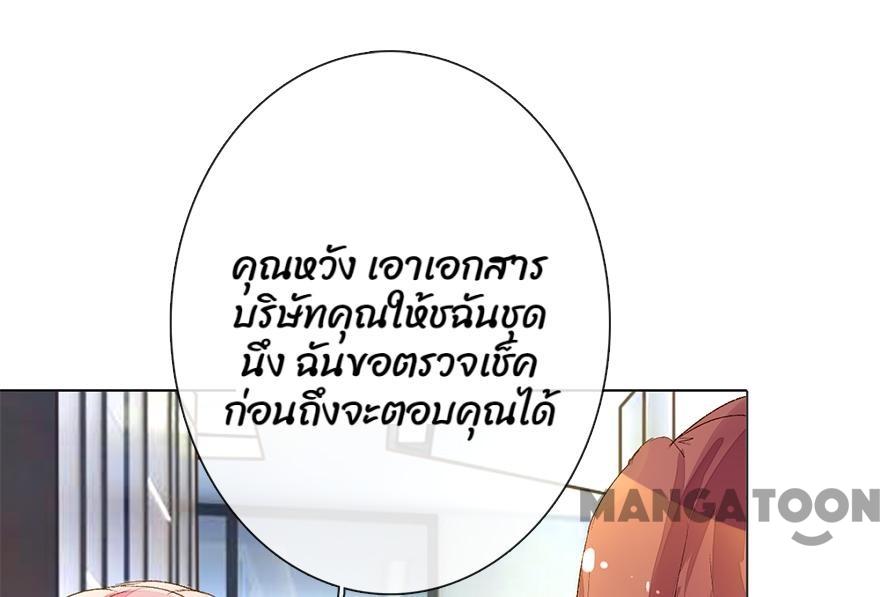 คุณหวัง เอาเอกสาร
บริษัทคุณให้ชฉันชุด
นึง ฉันขอตรวจเช็ค
ก่อนถึงจะตอบคุณได้
MANGATOON